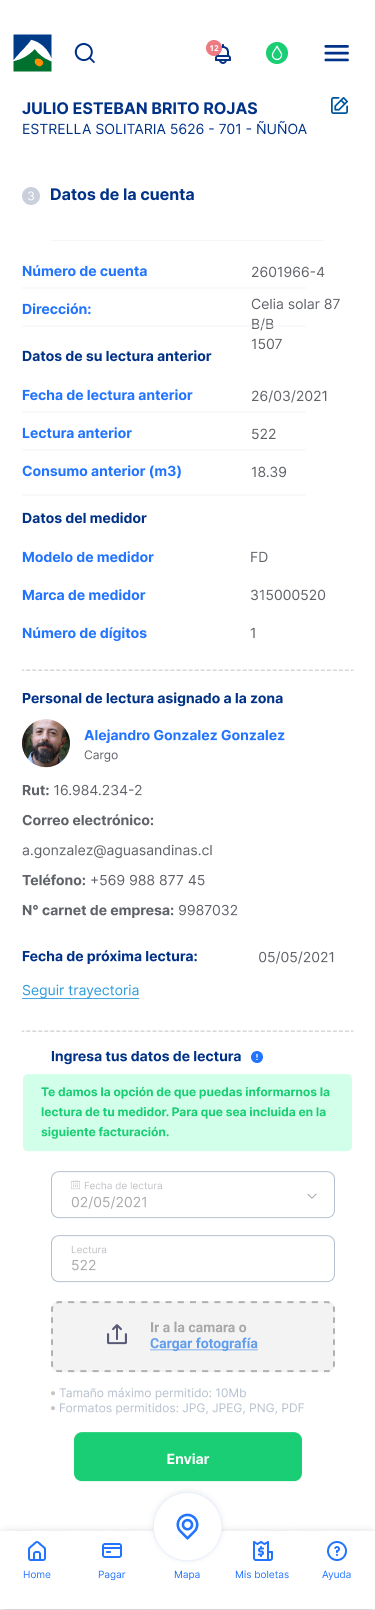 12
JULIO ESTEBAN BRITO ROJAS
ESTRELLA SOLITARIA 5626 - 701 - ÑUÑOA
3 Datos de la cuenta
Número de cuenta 2601966-4
Dirección: Celia solar 87
B/B
1507
Datos de su lectura anterior
Fecha de lectura anterior 26/03/2021
Lectura anterior 522
Consumo anterior (m3) 18.39
Datos del medidor
Modelo de medidor FD
Marca de medidor 315000520
Número de dígitos 1
Personal de lectura asignado a la zona
Alejandro Gonzalez Gonzalez
Cargo
Rut: 16.984.234-2
Correo electrónico:
a.gonzalez@aguasandinas.cl
Teléfono: +569 988 877 45
N° carnet de empresa: 9987032
Fecha de próxima lectura: 05/05/2021
Seguir trayectoria
Ingresa tus datos de lectura
Te damos la opción de que puedas informarnos la
lectura de tu medidor. Para que sea incluida en la
siguiente facturación.
Fecha de lectura
02/05/2021
Lectura
522
Ir a la camara o
Cargar fotografía
• Tamaño máximo permitido: 10Mb
• Formatos permitidos: JPG, JPEG, PNG, PDF
Enviar
Home Pagar Mapa Mis boletas Ayuda